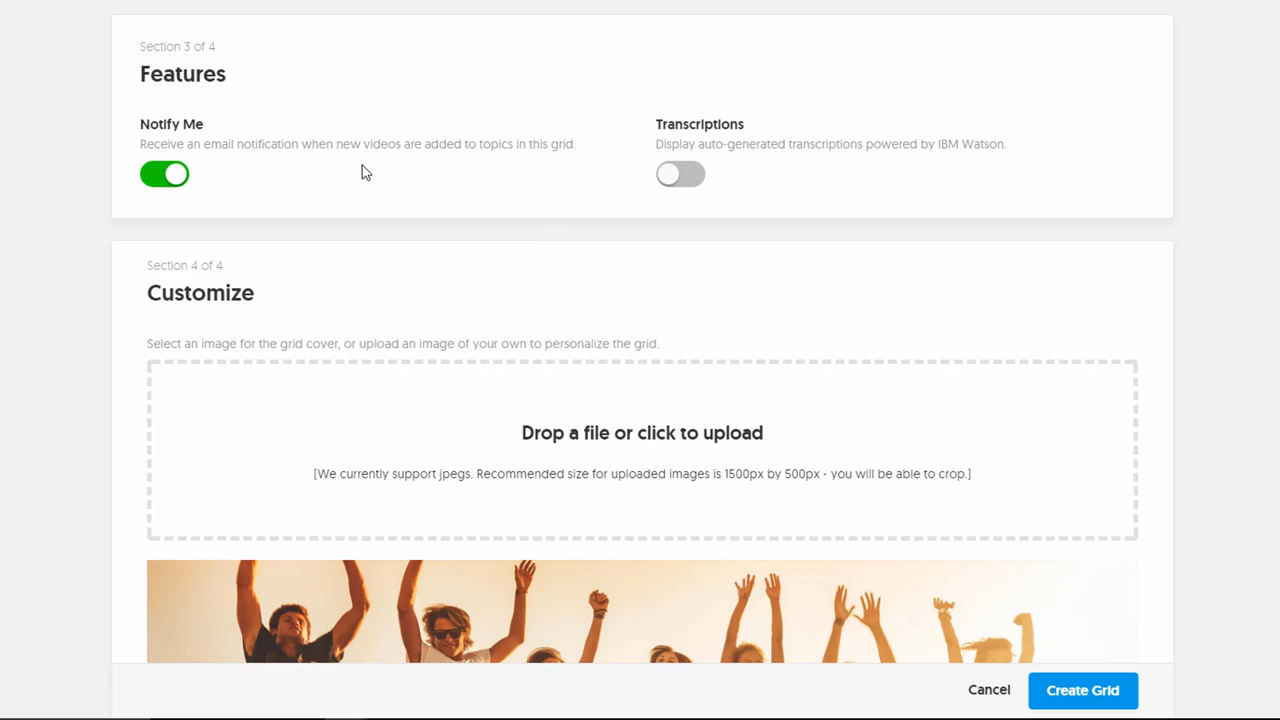 Section 3 of 4
Features
Notify Me
Receive an email notification when new videos are added to topics in this grid.
Transcriptions
Display auto-generated transcriptions powered by IBM Watson.
Section 4 of 4
Customize
Select an image for the grid cover, or upload an image of your own to personalize the grid.
Drop a file or click to upload
[We currently support jpegs. Recommended size for uploaded images is 1500px by 500px - you will be able to crop.]
Cancel
Create Grid